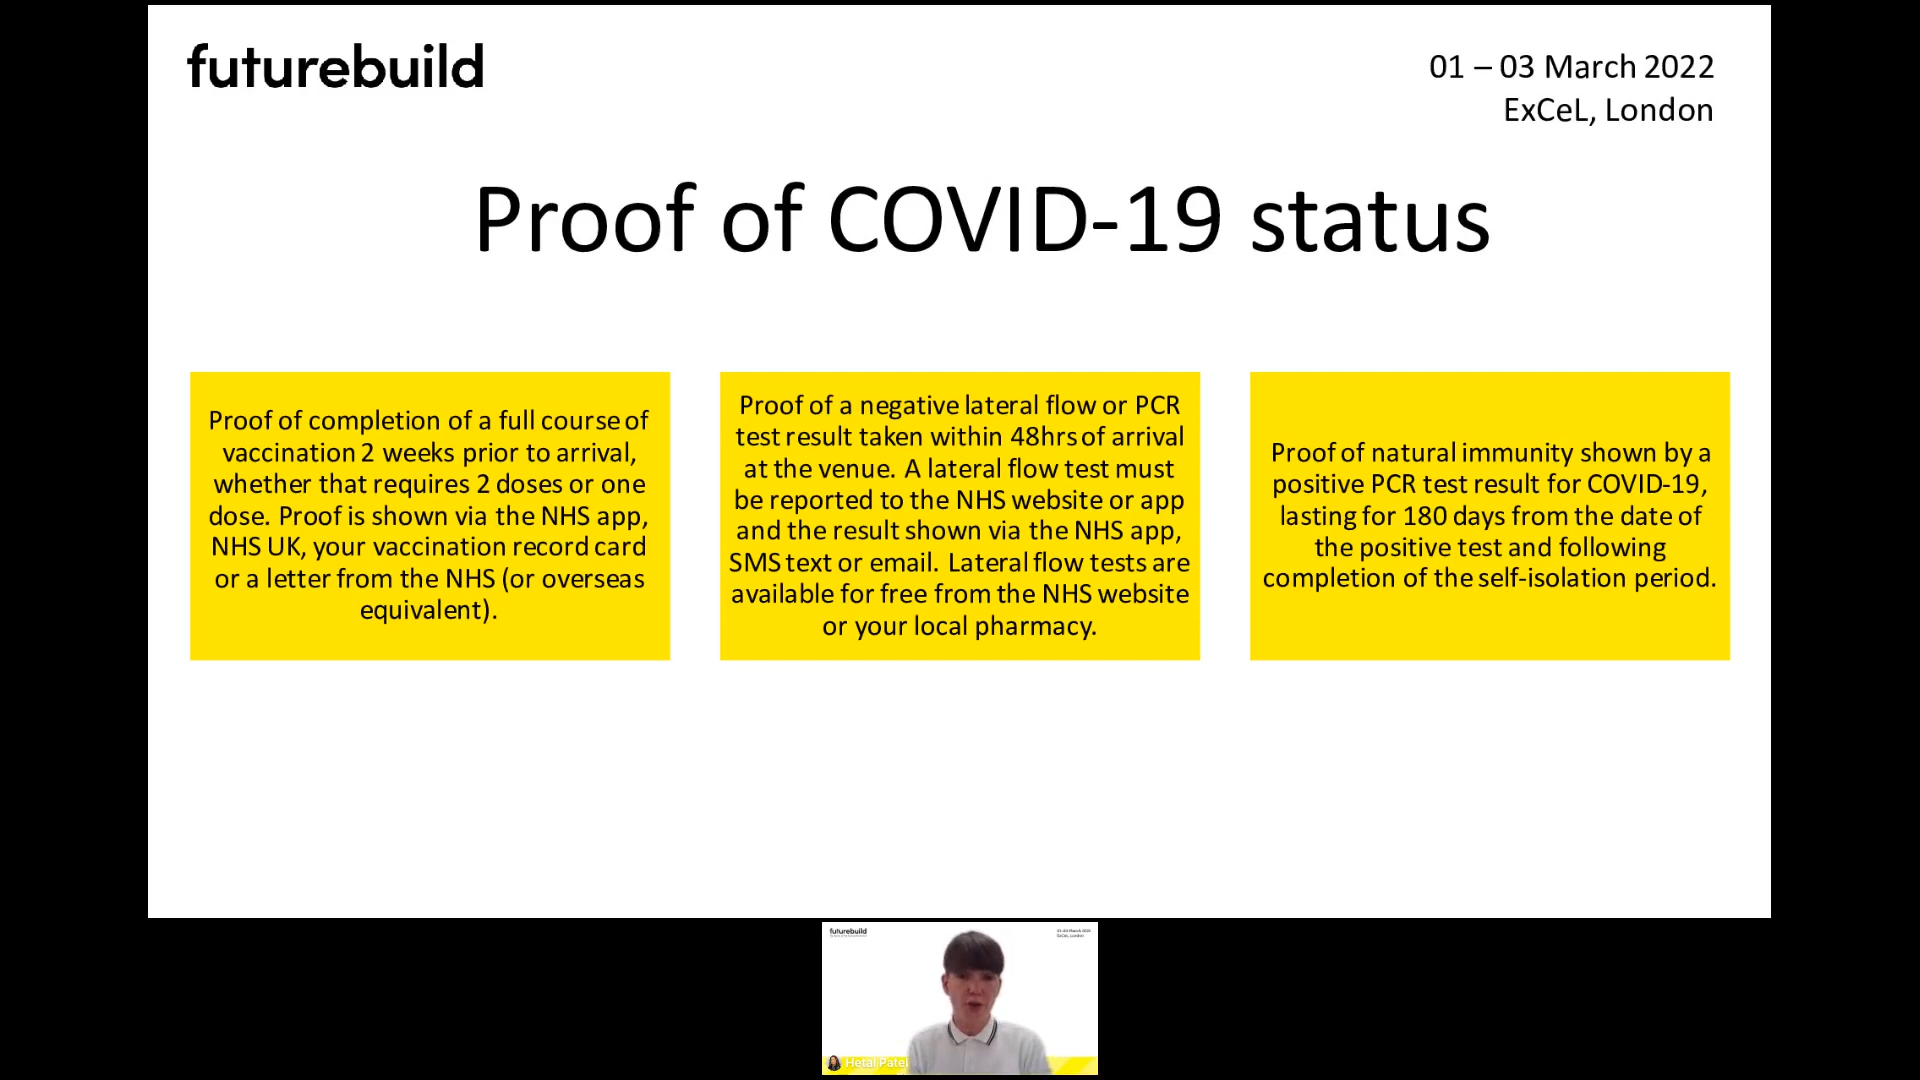 futurebuild
01 – 03 March 2022
ExCeL, London
Proof of COVID-19 status
Proof of completion of a full course of
vaccination 2 weeks prior to arrival,
whether that requires 2 doses or one
dose. Proof is shown via the NHS app,
NHS UK, your vaccination record card
or a letter from the NHS (or overseas
equivalent).
Proof of a negative lateral flow or PCR
test result taken within 48hrs of arrival
at the venue. A lateral flow test must
be reported to the NHS website or app
and the result shown via the NHS app,
SMS text or email. Lateral flow tests are
available for free from the NHS website
or your local pharmacy.
Proof of natural immunity shown by a
positive PCR test result for COVID-19,
lasting for 180 days from the date of
the positive test and following
completion of the self-isolation period.
futurebuild
ExCeL, London
Hetal Patel